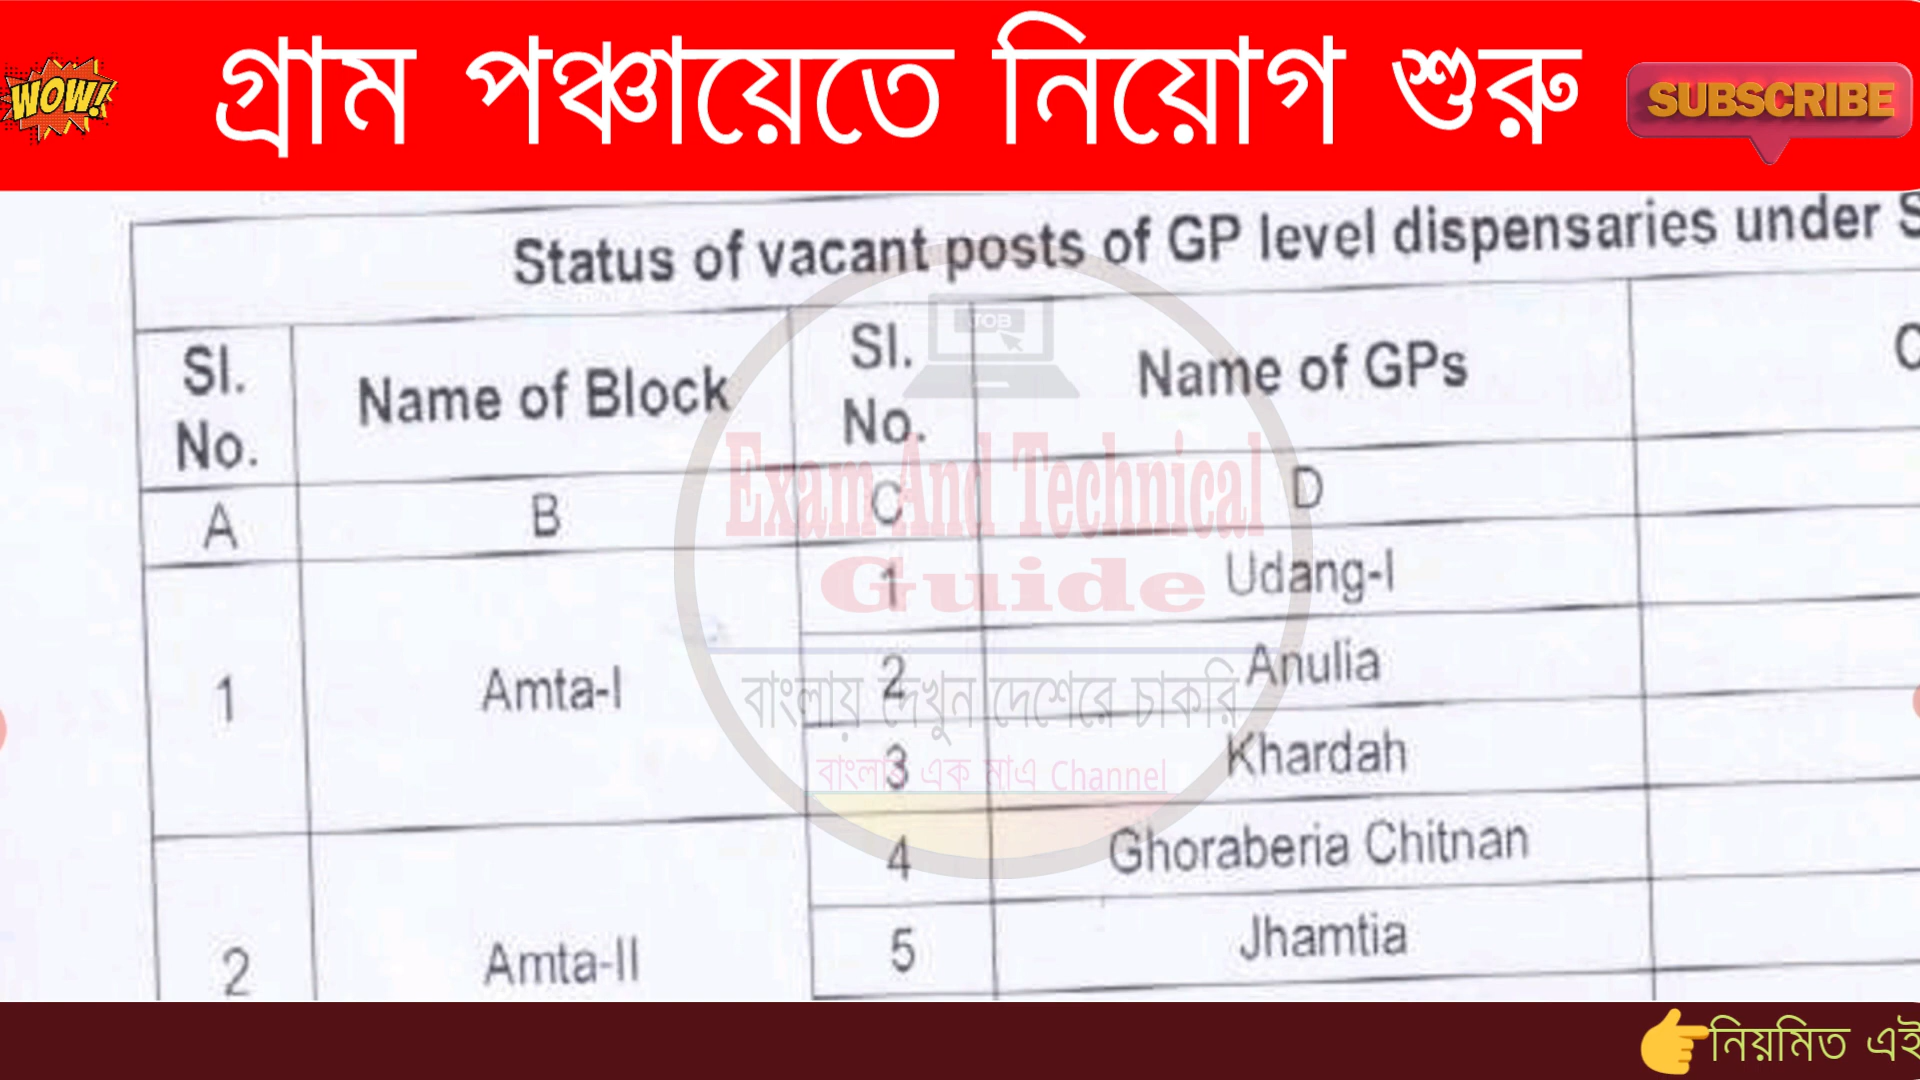 WOW!
গ্রাম পঞ্চায়েতে নিয়োগ শুরু
SUBSCRIBE
Status of vacant posts of GP level dispensaries under S
Sl. No.
Name of Block
Sl. No.
Name of GPs
A B C D
1 Amta-I 1 Udang-I
2 Anulia
3 Khardah
4 Ghoraberia Chitnan
2 Amta-II 5 Jhamtia
JOB
Exam And Technical
Guide
বাংলায় দেখুন দেশেরে চাকরি
বাংলার এক মাএ Channel
নিয়মিত এই